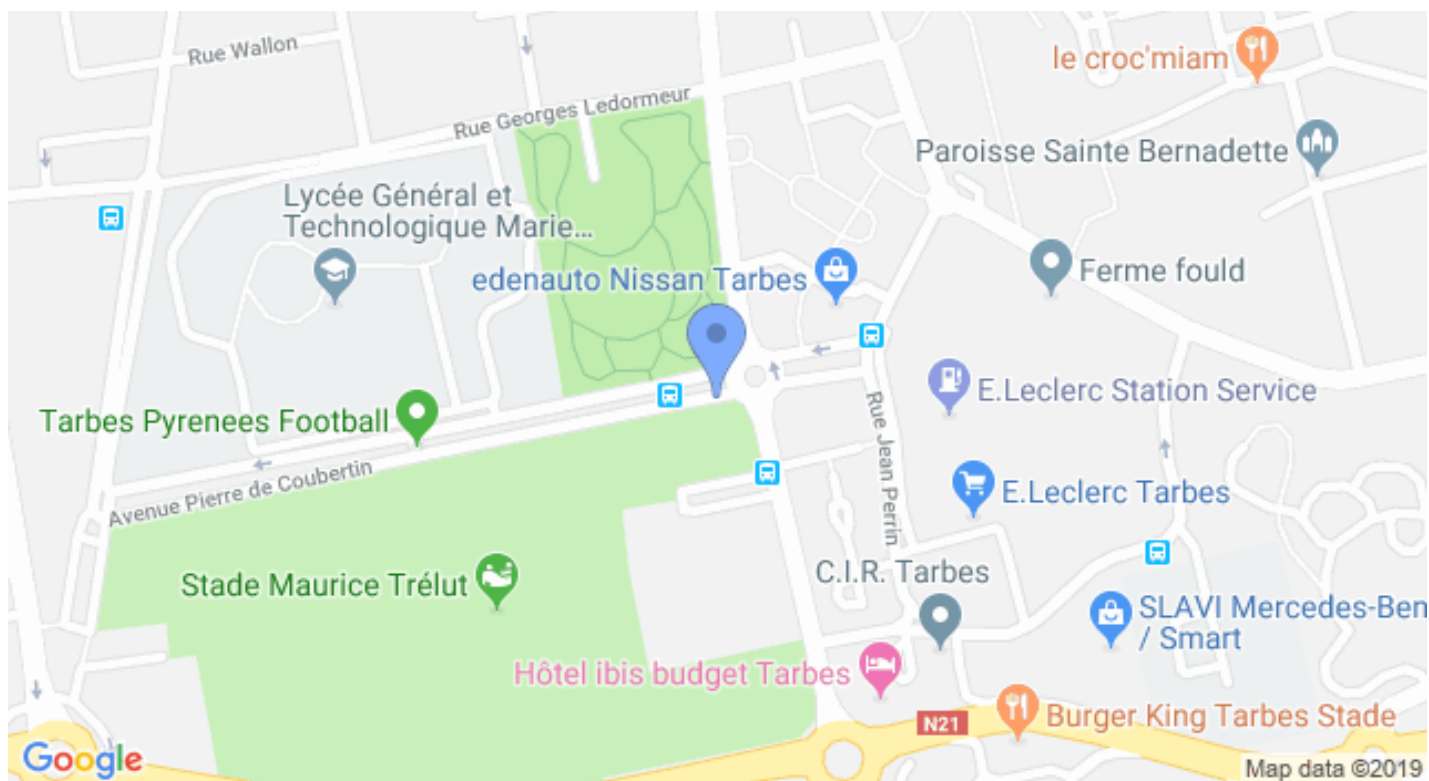 Rue Wallon
le croc'miam
Rue Georges Ledormeur
Paroisse Sainte Bernadette
Lycée Général et
Technologique Marie...
edenauto Nissan Tarbes
Ferme fould
E.Leclerc Station Service
Tarbes Pyrenees Football
Rue Jean Perrin
Avenue Pierre de Coubertin
E.Leclerc Tarbes
C.I.R. Tarbes
Stade Maurice Trélut
SLAVI Mercedes-Ben
/ Smart
Hôtel ibis budget Tarbes
N21
Burger King Tarbes Stade
Google
Map data ©2019